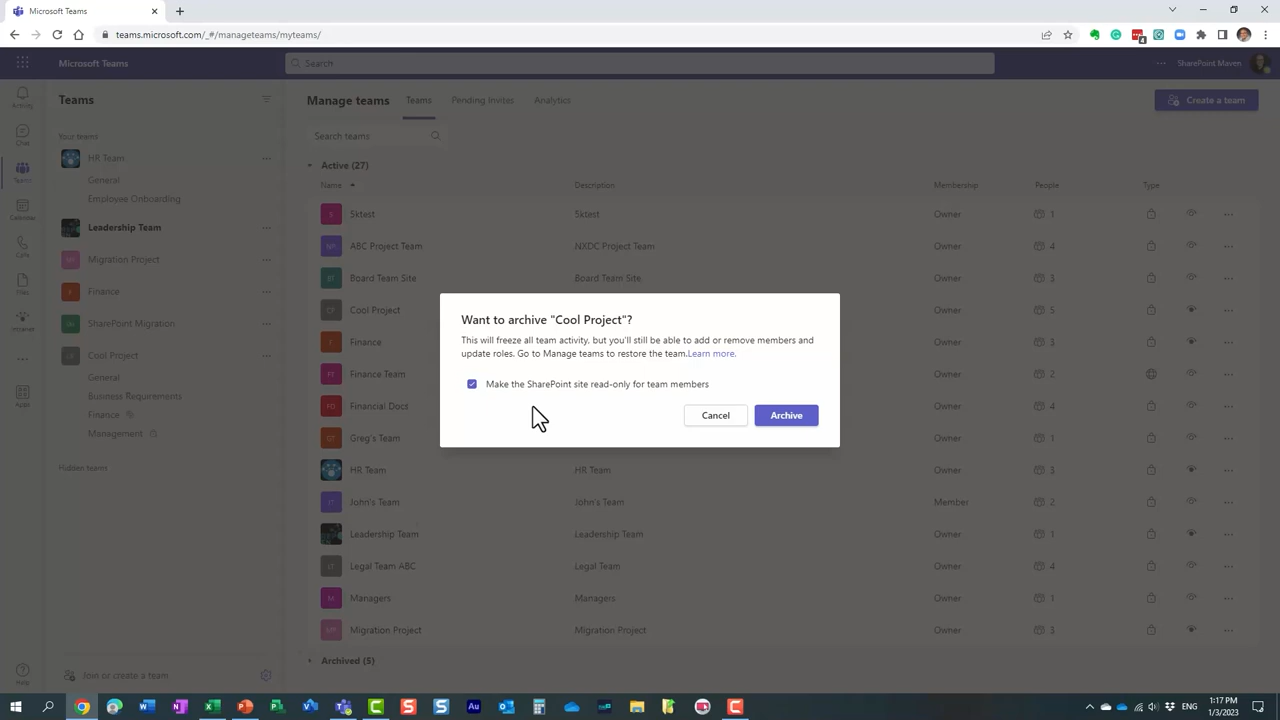 Microsoft Teams
teams.microsoft.com/_#/manageteams/myteams/
Microsoft Teams
Search
SharePoint Maven
Activity
Chat
Teams
Calendar
Calls
Files
Help
Teams
Your teams
HR Team
General
Employee Onboarding
Leadership Team
Migration Project
Finance
SharePoint Migration
Cool Project
General
Business Requirements
Finance
Management
Hidden teams
Join or create a team
Manage teams
Teams
Pending Invites
Analytics
Create a team
Search teams
Active (27)
Name Description Membership People Type
5ktest 5ktest Owner 1
ABC Project Team NXDC Project Team Owner 4
Board Team Site Board Team Site Owner 3
Cool Project Owner 5
Finance Owner 3
Finance Team Owner 2
Financial Docs Owner 4
Greg's Team Owner 1
HR Team HR Team Owner 3
John's Team John's Team Member 2
Leadership Team Leadership Team Owner 1
Legal Team ABC Legal Team Owner 4
Managers Managers Owner 1
Migration Project Migration Project Owner 3
Archived (5)
Want to archive "Cool Project"?
This will freeze all team activity, but you'll still be able to add or remove members and
update roles. Go to Manage teams to restore the team.Learn more.
Make the SharePoint site read-only for team members
Cancel
Archive
ENG
1:17 PM
1/3/2023